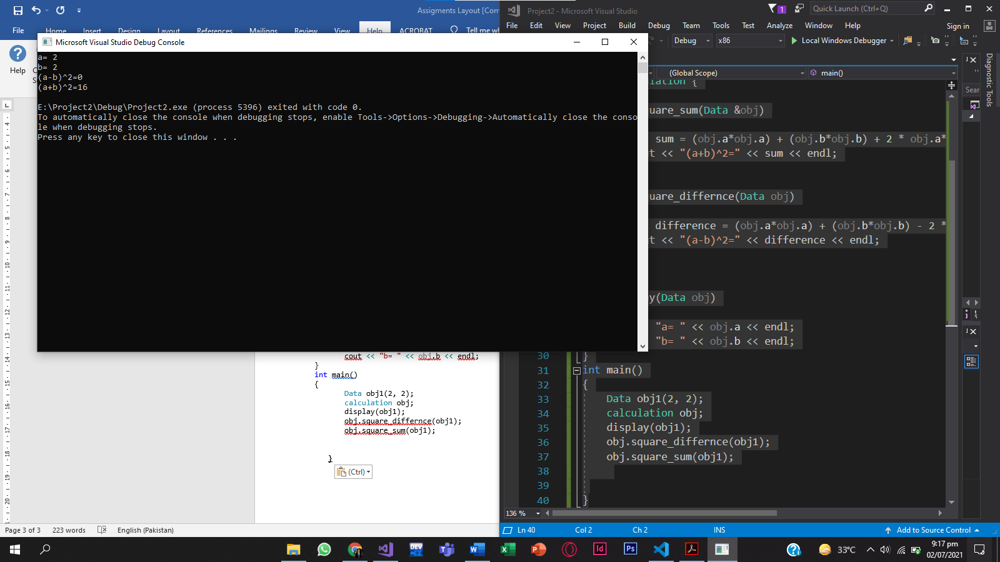 Assigments Layout [Com
File
Home
Insert
Design
Layout
References
Mailings
Review
View
Help
ACROBAT
Tell me wh
Help
Project2 - Microsoft Visual Studio
1
Quick Launch (Ctrl+Q)
File Edit View Project Build Debug Team Tools Test Analyze Window Help
Sign in
Debug
x86
Local Windows Debugger
(Global Scope)
main()
Diagnostic Tools
Sear
Microsoft Visual Studio Debug Console
a= 2
b= 2
(a-b)^2=0
(a+b)^2=16
E:\Project2\Debug\Project2.exe (process 5396) exited with code 0.
To automatically close the console when debugging stops, enable Tools->Options->Debugging->Automatically close the conso
le when debugging stops.
Press any key to close this window . . .
lation {
uare_sum(Data &obj)
sum = (obj.a*obj.a) + (obj.b*obj.b) + 2 * obj.a*
t << "(a+b)^2=" << sum << endl;
uare_differnce(Data obj)
difference = (obj.a*obj.a) + (obj.b*obj.b) - 2 *
t << "(a-b)^2=" << difference << endl;
y(Data obj)
"a= " << obj.a << endl;
"b= " << obj.b << endl;
30 }
31 int main()
32 {
33 Data obj1(2, 2);
34 calculation obj;
35 display(obj1);
36 obj.square_differnce(obj1);
37 obj.square_sum(obj1);
38
39
40 }
136 %
cout << "b= " << obj.b << endl;
}
int main()
{
Data obj1(2, 2);
calculation obj;
display(obj1);
obj.square_differnce(obj1);
obj.square_sum(obj1);
}
(Ctrl)
Page 3 of 3 223 words English (Pakistan)
Ln 40 Col 2 Ch 2 INS Add to Source Control
33°C
9:17 pm
02/07/2021